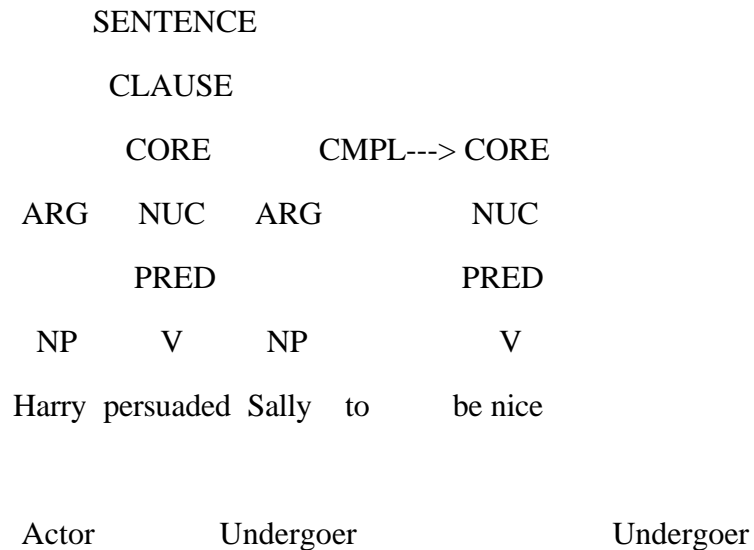 SENTENCE
CLAUSE
CORE CMPL---> CORE
ARG NUC ARG NUC
PRED PRED
NP V NP V
Harry persuaded Sally to be nice
Actor Undergoer Undergoer